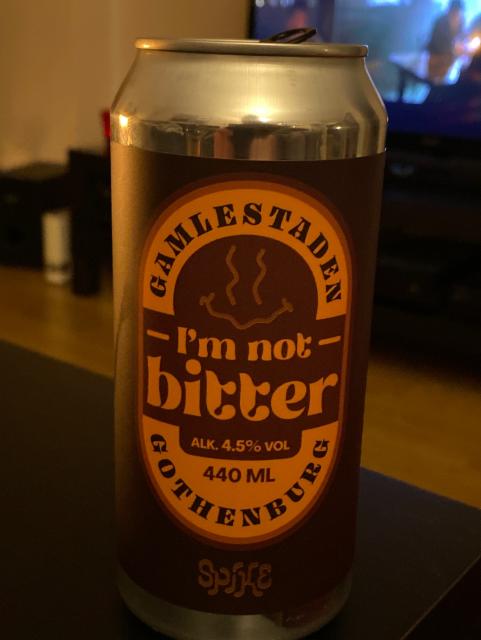 GAMLESTADEN
I'm not
bitter
ALK. 4.5% VOL
440 ML
GOTHENBURG
SPIKE